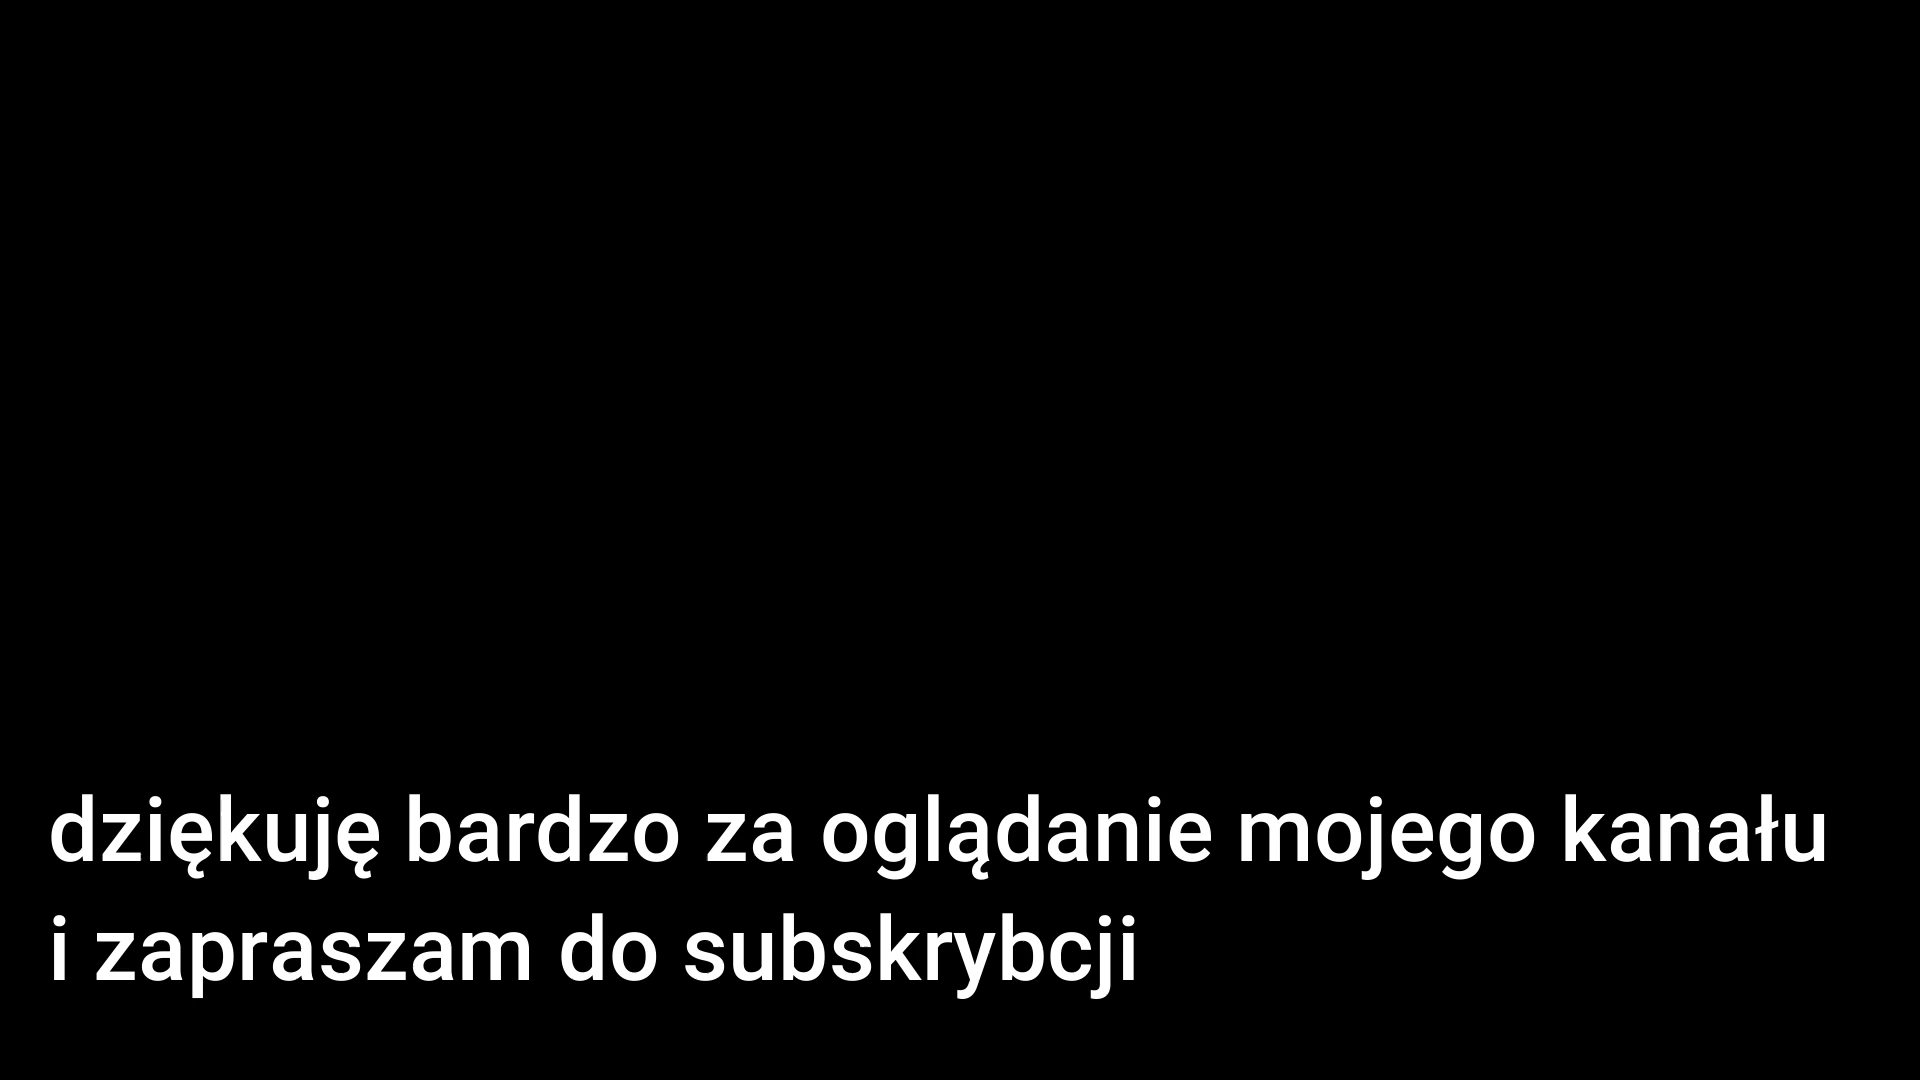 dziękuję bardzo za oglądanie mojego kanału
i zapraszam do subskrybcji